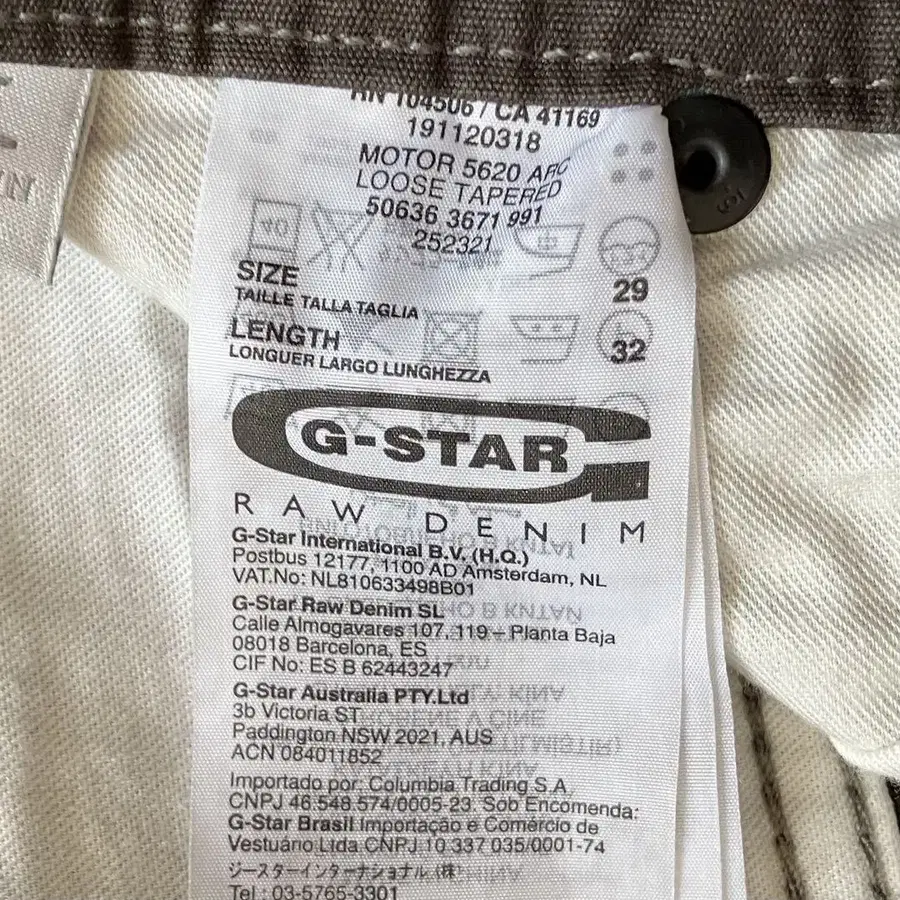 RN 104506 / CA 41169
191120318
MOTOR 5620 ARC
LOOSE TAPERED
50636 3671 991
252321
SIZE 29
TAILLE TALLA TAGLIA
LENGTH 32
LONGUER LARGO LUNGHEZZA
G-STAR
RAW DENIM
G-Star International B.V. (H.Q.)
Postbus 12177, 1100 AD Amsterdam, NL
VAT.No: NL810633498B01
G-Star Raw Denim SL
Calle Almogavares 107, 119 – Planta Baja
08018 Barcelona, ES
CIF No: ES B 62443247
G-Star Australia PTY.Ltd
3b Victoria ST
Paddington NSW 2021, AUS
ACN 084011852
Importado por: Columbia Trading S.A.
CNPJ 46.548.574/0005-23. Sob Encomenda:
G-Star Brasil Importação e Comércio de
Vestuário Lida CNPJ 10.337.035/0001-74
ジースターインターナショナル (株)
Tel : 03-5765-3301